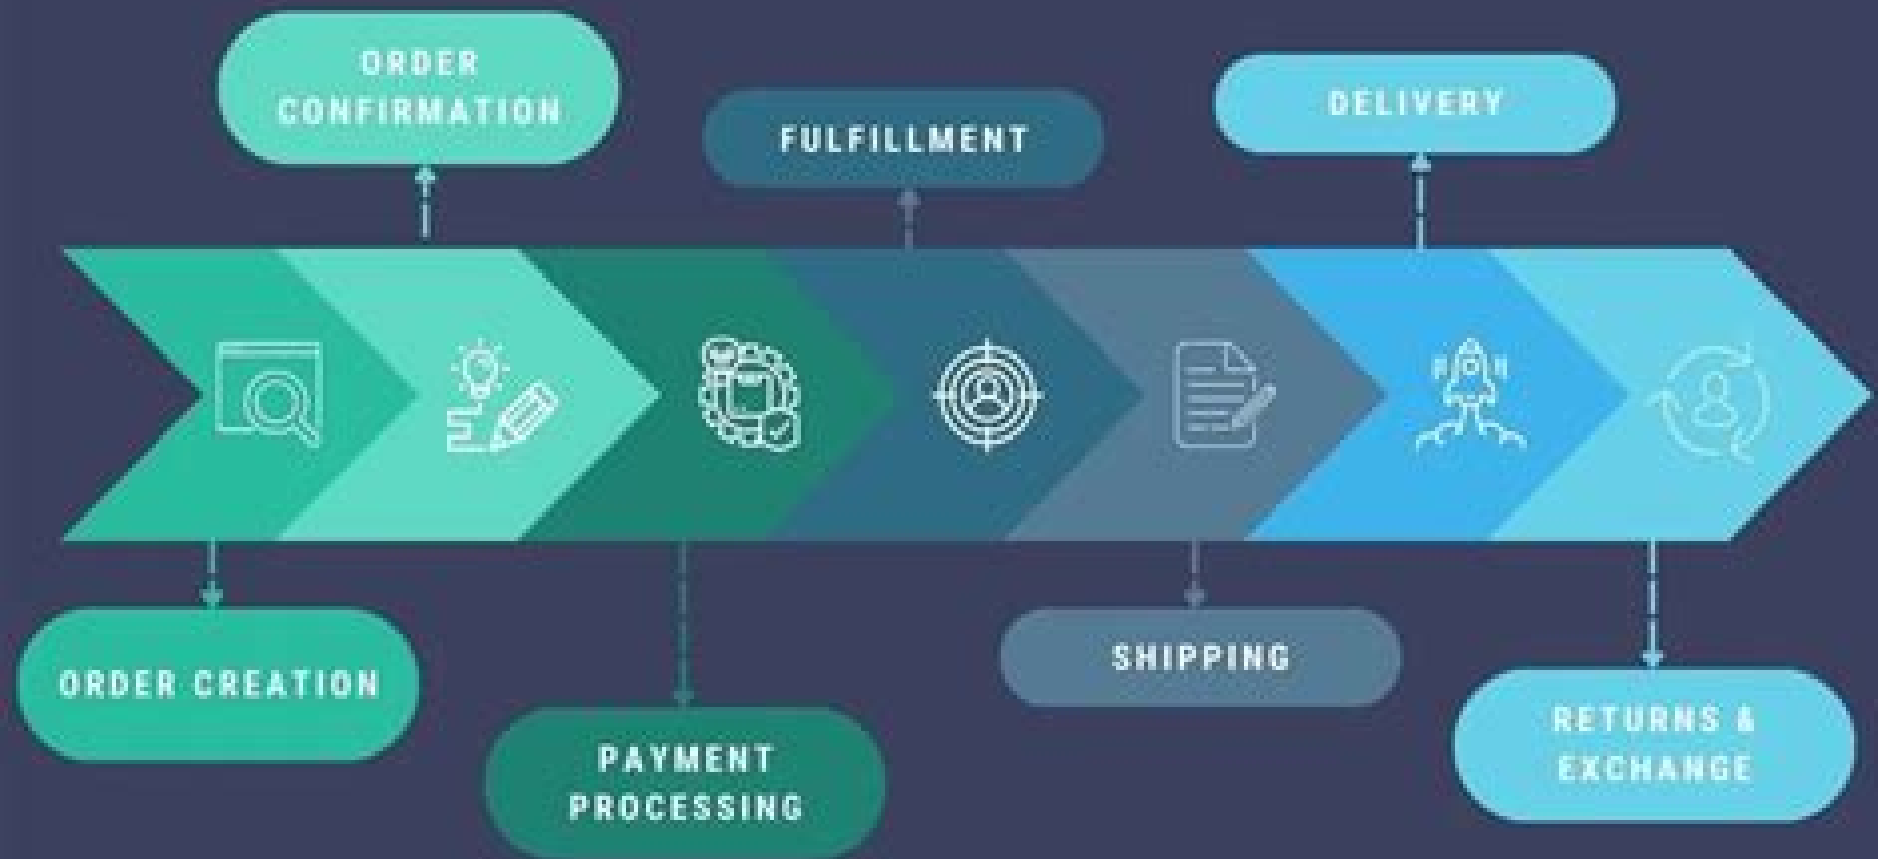 ORDER
CONFIRMATION
FULFILLMENT
DELIVERY
ORDER CREATION
PAYMENT
PROCESSING
SHIPPING
RETURNS &
EXCHANGE